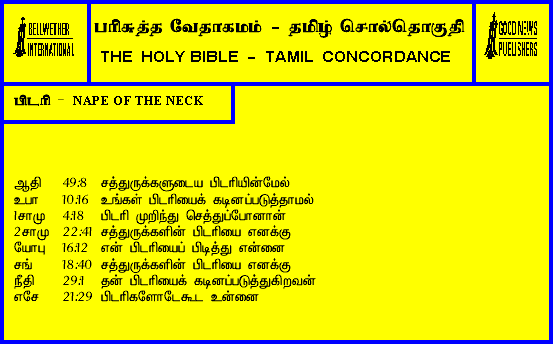 BELLWETHER
INTERNATIONAL
பரிசுத்த வேதாகமம் - தமிழ் சொல்தொகுதி
THE HOLY BIBLE - TAMIL CONCORDANCE
GOOD NEWS
PUBLISHERS
பிடரி - NAPE OF THE NECK
ஆதி 49:8 சத்துருக்களுடைய பிடரியின்மேல்
உபா 10:16 உங்கள் பிடரியைக் கடினப்படுத்தாமல்
1சாமு 4:18 பிடரி முறிந்து செத்துப்போனான்
2சாமு 22:41 சத்துருக்களின் பிடரியை எனக்கு
யோபு 16:12 என் பிடரியைப் பிடித்து என்னை
சங் 18:40 சத்துருக்களின் பிடரியை எனக்கு
நீதி 29:1 தன் பிடரியைக் கடினப்படுத்துகிறவன்
எசே 21:29 பிடரிகளோடேகூட உன்னை